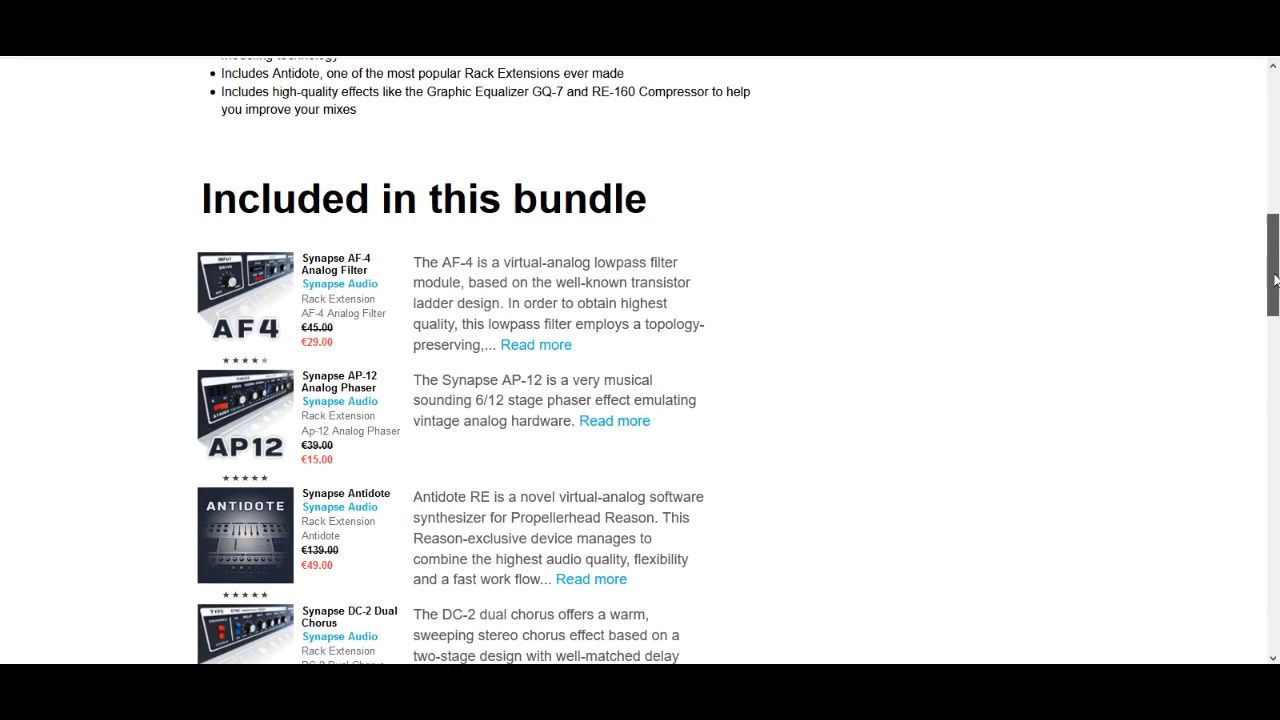 modeling technology
• Includes Antidote, one of the most popular Rack Extensions ever made
• Includes high-quality effects like the Graphic Equalizer GQ-7 and RE-160 Compressor to help
you improve your mixes
Included in this bundle
INPUT
DRIVE
AF4
Synapse AF-4
Analog Filter
Synapse Audio
Rack Extension
AF-4 Analog Filter
€45.00
€29.00
★★★★★
The AF-4 is a virtual-analog lowpass filter
module, based on the well-known transistor
ladder design. In order to obtain highest
quality, this lowpass filter employs a topology-
preserving,... Read more
AP12
Synapse AP-12
Analog Phaser
Synapse Audio
Rack Extension
Ap-12 Analog Phaser
€39.00
€15.00
★★★★★
The Synapse AP-12 is a very musical
sounding 6/12 stage phaser effect emulating
vintage analog hardware. Read more
ANTIDOTE
Synapse Antidote
Synapse Audio
Rack Extension
Antidote
€139.00
€49.00
★★★★★
Antidote RE is a novel virtual-analog software
synthesizer for Propellerhead Reason. This
Reason-exclusive device manages to
combine the highest audio quality, flexibility
and a fast work flow... Read more
TYPE
Synapse DC-2 Dual
Chorus
Synapse Audio
Rack Extension
DC-2 Dual Chorus
The DC-2 dual chorus offers a warm,
sweeping stereo chorus effect based on a
two-stage design with well-matched delay